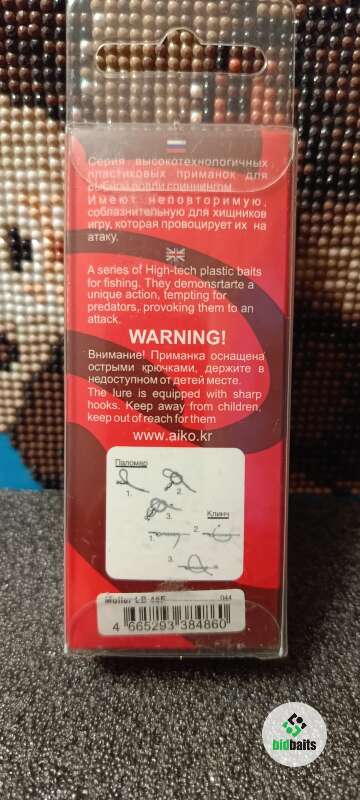 Серия высокотехнологичных
пластиковых приманок для
рыбной ловли спиннингом.
Имеют неповторимую,
соблазнительную для хищников
игру, которая провоцирует их на
атаку.
A series of High-tech plastic baits
for fishing. They demonsrtarte a
unique action, tempting for
predators, provoking them to an
attack.
WARNING!
Внимание! Приманка оснащена
острыми крючками, держите в
недоступном от детей месте.
The lure is equipped with sharp
hooks. Keep away from children,
keep out of reach for them
www.aiko.kr
Паломар
1.
2.
3.
Клинч
1.
2.
3.
044
4 665293 384860
bidbaits